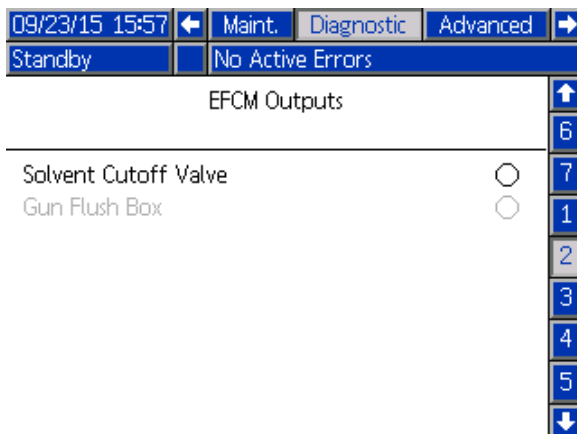 09/23/15 15:57 Maint. Diagnostic Advanced
Standby No Active Errors
EFCM Outputs
6
Solvent Cutoff Valve 7
Gun Flush Box 1
2
3
4
5